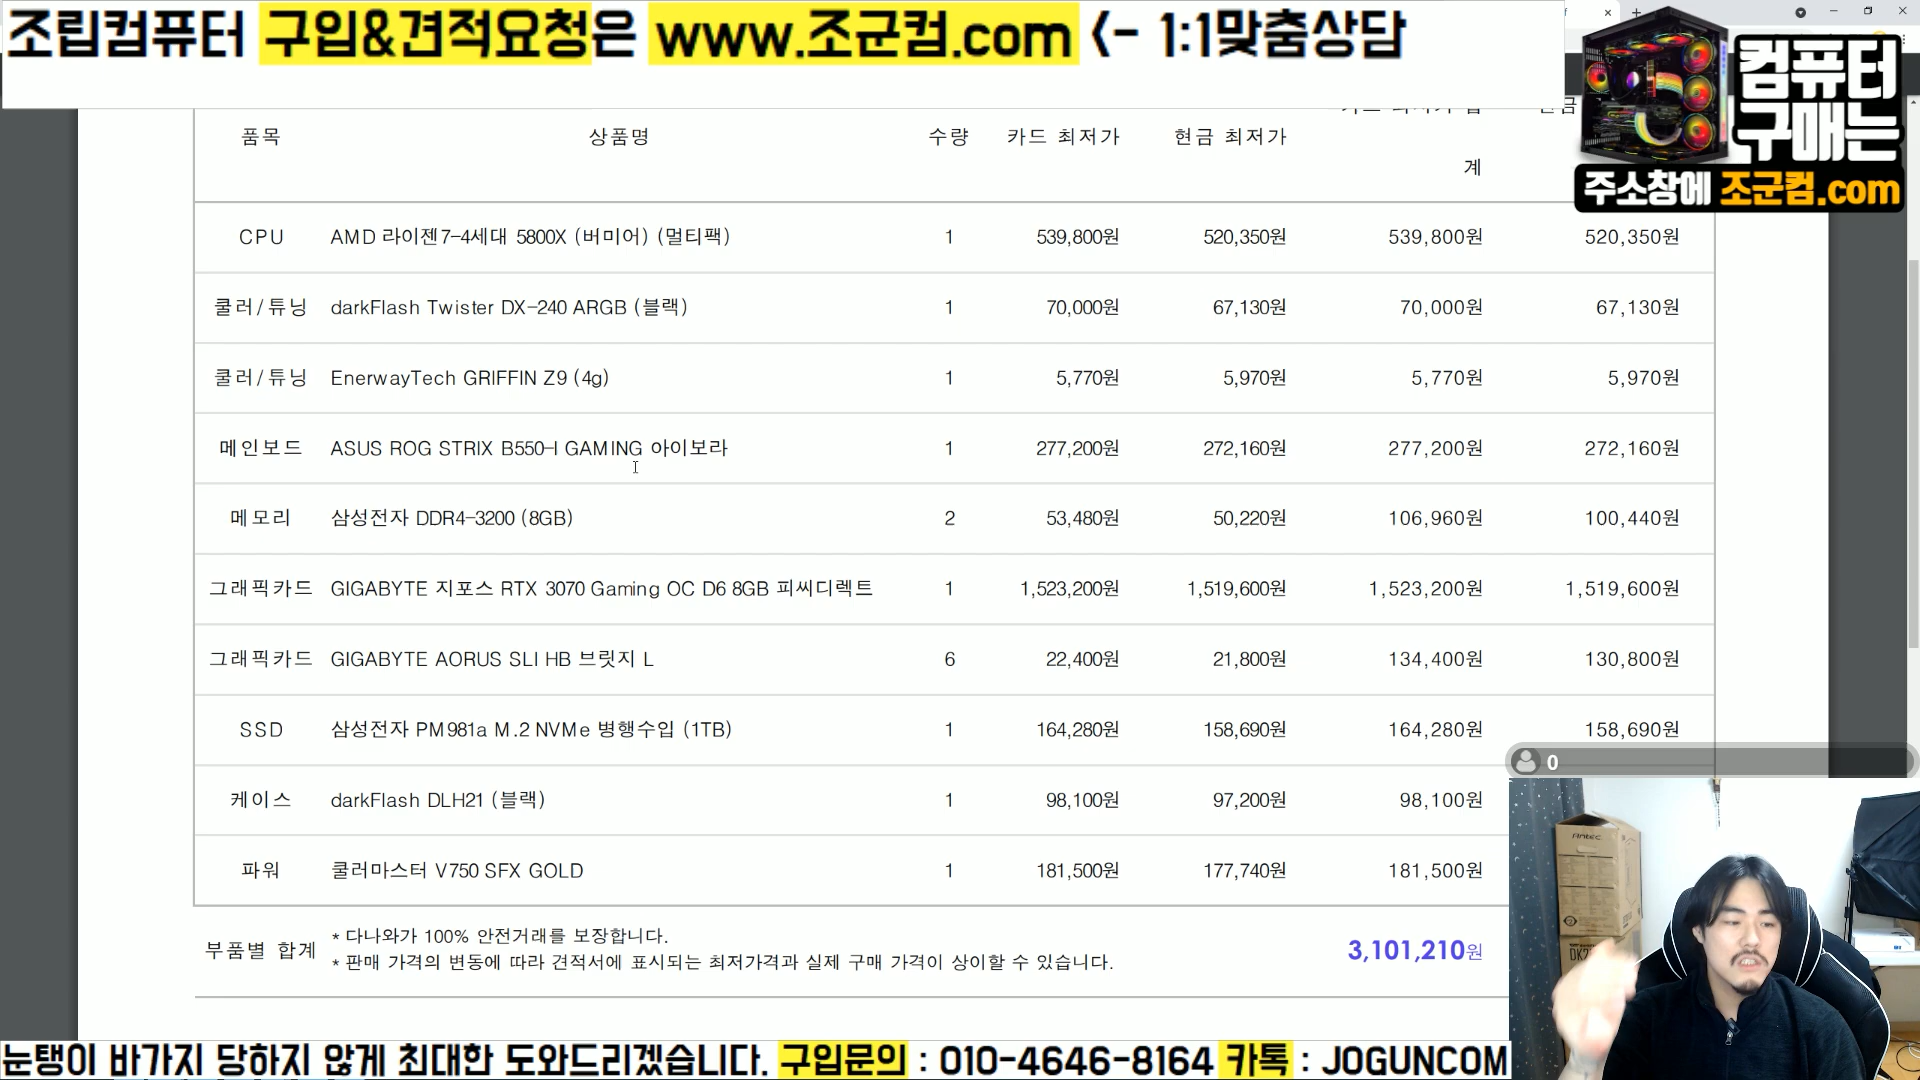 조립컴퓨터 구입&견적요청은 www.조군컴.com <- 1:1맞춤상담
컴퓨터
구매는
주소창에 조군컴.com
품목 상품명 수량 카드 최저가 현금 최저가
계
CPU AMD 라이젠7-4세대 5800X (버미어) (멀티팩) 1 539,800원 520,350원 539,800원 520,350원
쿨러/튜닝 darkFlash Twister DX-240 ARGB (블랙) 1 70,000원 67,130원 70,000원 67,130원
쿨러/튜닝 EnerwayTech GRIFFIN Z9 (4g) 1 5,770원 5,970원 5,770원 5,970원
메인보드 ASUS ROG STRIX B550-I GAMING 아이보라 1 277,200원 272,160원 277,200원 272,160원
메모리 삼성전자 DDR4-3200 (8GB) 2 53,480원 50,220원 106,960원 100,440원
그래픽카드 GIGABYTE 지포스 RTX 3070 Gaming OC D6 8GB 피씨디렉트 1 1,523,200원 1,519,600원 1,523,200원 1,519,600원
그래픽카드 GIGABYTE AORUS SLI HB 브릿지 L 6 22,400원 21,800원 134,400원 130,800원
SSD 삼성전자 PM981a M.2 NVMe 병행수입 (1TB) 1 164,280원 158,690원 164,280원 158,690원
0
케이스 darkFlash DLH21 (블랙) 1 98,100원 97,200원 98,100원
Antec
파워 쿨러마스터 V750 SFX GOLD 1 181,500원 177,740원 181,500원
부품별 합계 * 다나와가 100% 안전거래를 보장합니다.
* 판매 가격의 변동에 따라 견적서에 표시되는 최저가격과 실제 구매 가격이 상이할 수 있습니다.
3,101,210원
눈탱이 바가지 당하지 않게 최대한 도와드리겠습니다. 구입문의 : 010-4646-8164 카톡 : JOGUNCOM